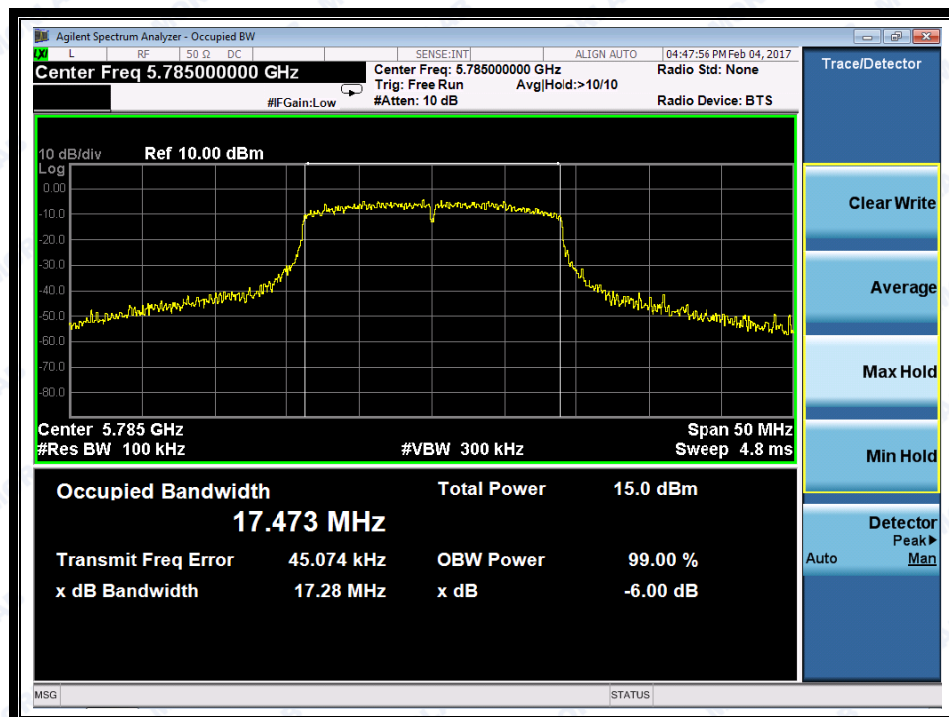 Agilent Spectrum Analyzer - Occupied BW
LXI L RF 50 Ω DC SENSE:INT ALIGN AUTO 04:47:56 PM Feb 04, 2017
Center Freq 5.785000000 GHz
Center Freq: 5.785000000 GHz Radio Std: None
Trig: Free Run Avg|Hold:>10/10
#IFGain:Low #Atten: 10 dB Radio Device: BTS
10 dB/div Ref 10.00 dBm
Log
0.00
-10.0
-20.0
-30.0
-40.0
-50.0
-60.0
-70.0
-80.0
Center 5.785 GHz Span 50 MHz
#Res BW 100 kHz #VBW 300 kHz Sweep 4.8 ms
Occupied Bandwidth Total Power 15.0 dBm
17.473 MHz
Transmit Freq Error 45.074 kHz OBW Power 99.00 %
x dB Bandwidth 17.28 MHz x dB -6.00 dB
MSG STATUS
Trace/Detector
Clear Write
Average
Max Hold
Min Hold
Detector
Peak▶
Auto Man